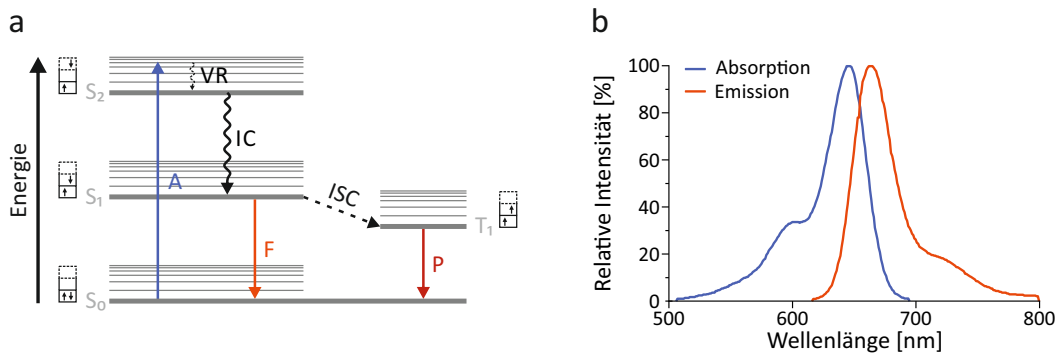 a
Energie
S₂
VR
IC
S₁
A
ISC
T₁
F
P
S₀
b
Relative Intensität [%]
100
80
60
40
20
0
Absorption
Emission
500
600
700
800
Wellenlänge [nm]